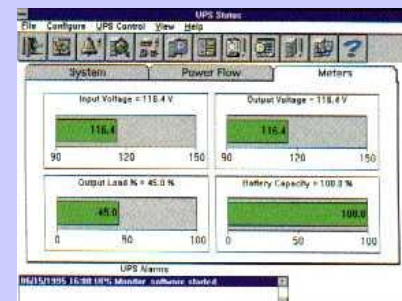 UPS Status
File Configure UPS Control View Help
System Power Flow Meters
Input Voltage = 116.4 V
116.4
90 120 150
Output Voltage = 116.4 V
116.4
90 120 150
Output Load % = 45.0 %
45.0
0 50 100
Battery Capacity = 100.0 %
100.0
0 50 100
UPS Alarms
06/15/1995 16:00 UPS Monitor software started